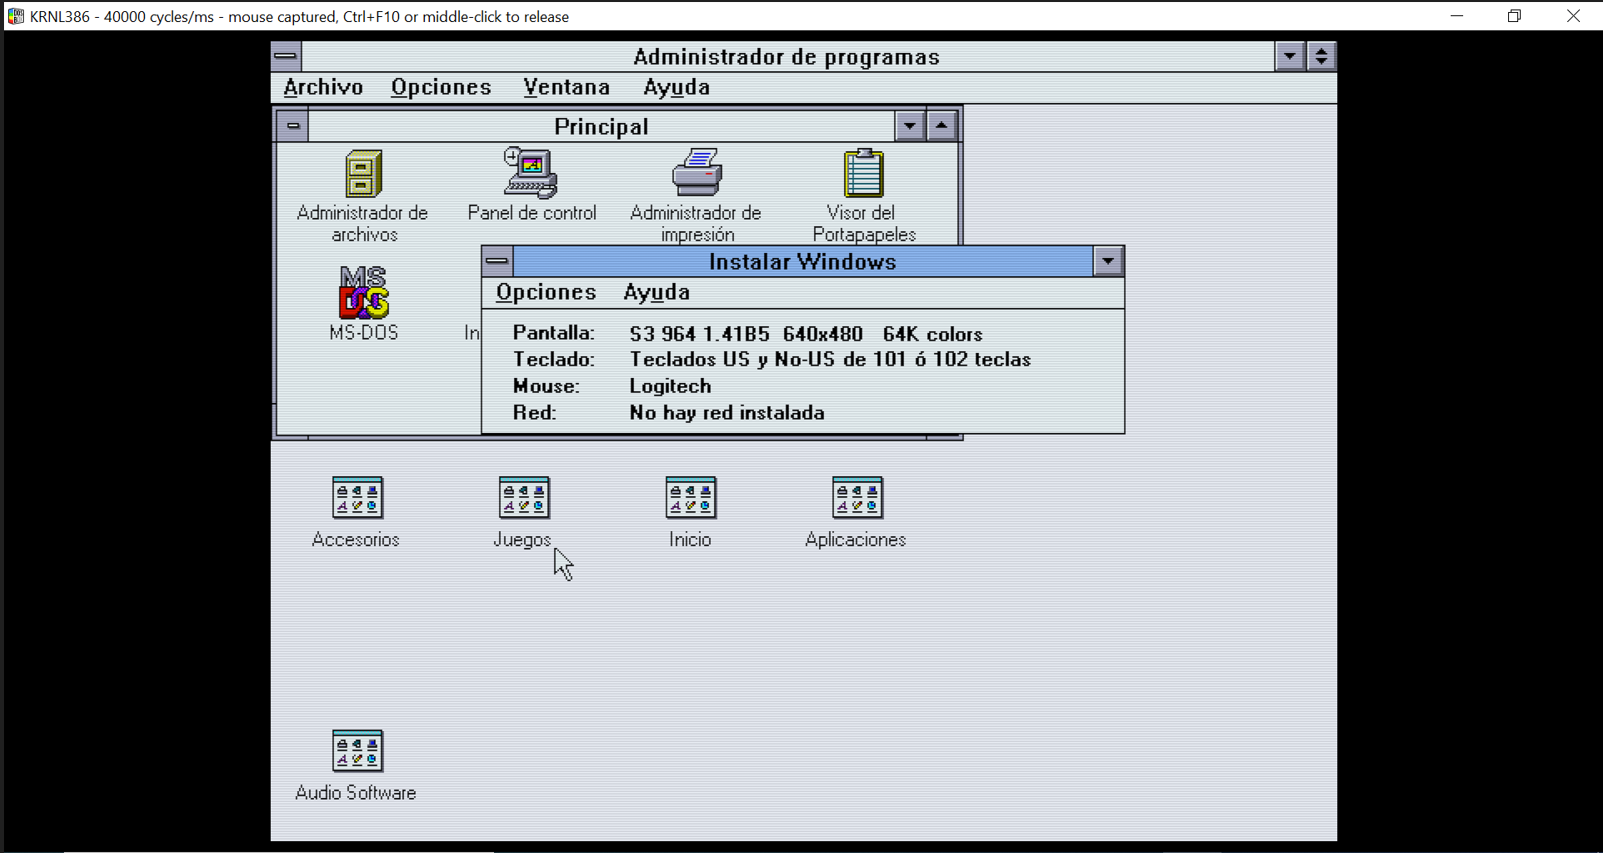 KRNL386 - 40000 cycles/ms - mouse captured, Ctrl+F10 or middle-click to release
Administrador de programas
Archivo Opciones Ventana Ayuda
Principal
Administrador de archivos
Panel de control
Administrador de impresión
Visor del Portapapeles
MS DOS
MS-DOS
In
Instalar Windows
Opciones Ayuda
Pantalla: S3 964 1.41B5 640x480 64K colors
Teclado: Teclados US y No-US de 101 ó 102 teclas
Mouse: Logitech
Red: No hay red instalada
Accesorios
Juegos
Inicio
Aplicaciones
Audio Software